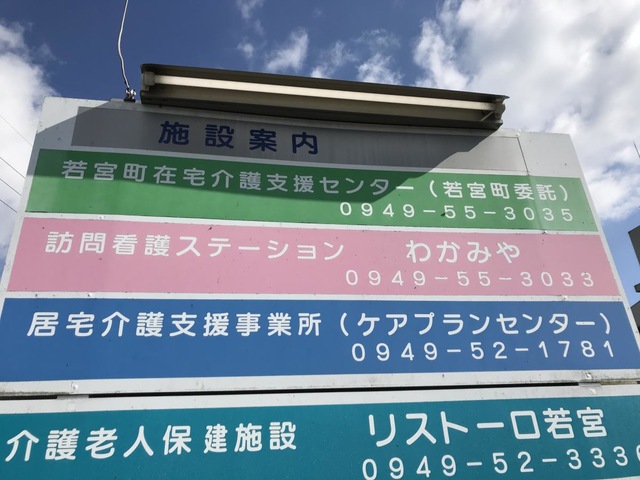 施設案内
若宮町在宅介護支援センター(若宮町委託)
0949-55-3035
訪問看護ステーション わかみや
0949-55-3033
居宅介護支援事業所(ケアプランセンター)
0949-52-1781
介護老人保健施設 リストーロ若宮
0949-52-3330